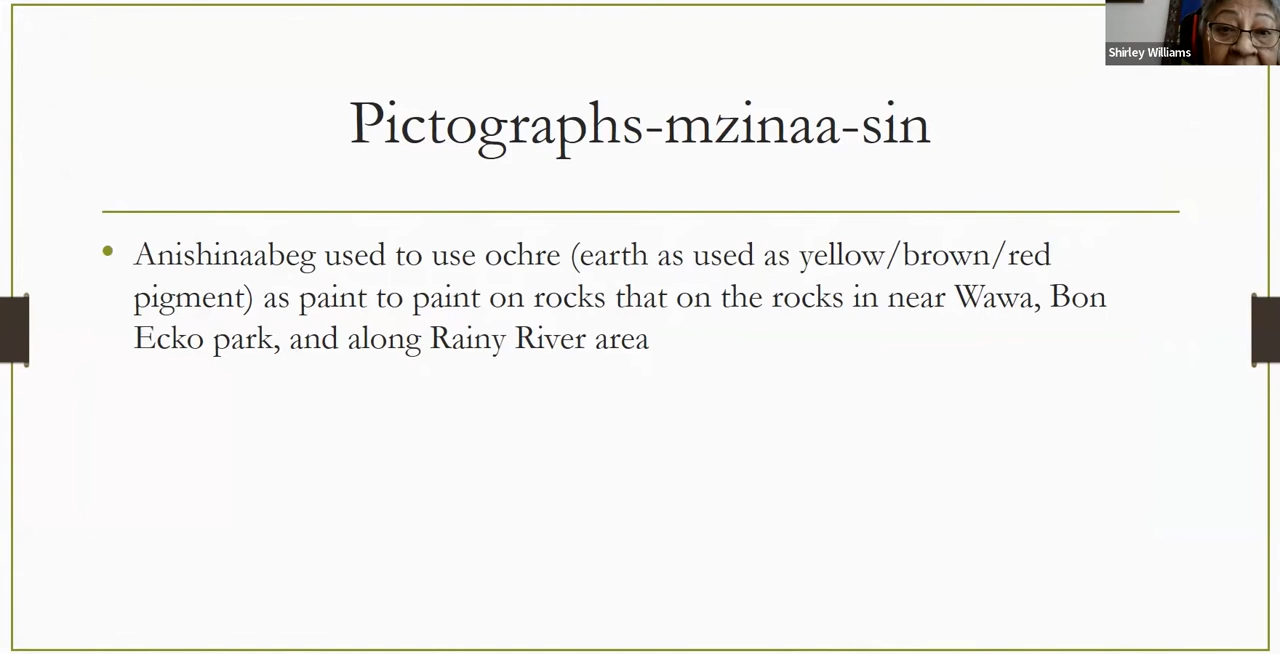 Shirley Williams
Pictographs-mzinaa-sin
Anishinaabeg used to use ochre (earth as used as yellow/brown/red
pigment) as paint to paint on rocks that on the rocks in near Wawa, Bon
Ecko park, and along Rainy River area